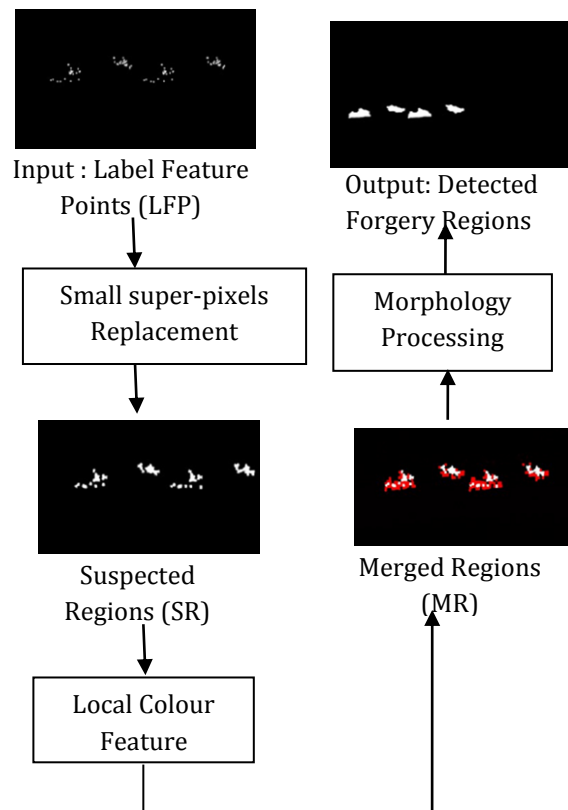 Input : Label Feature
Points (LFP)
Small super-pixels
Replacement
Suspected
Regions (SR)
Local Colour
Feature
Output: Detected
Forgery Regions
Morphology
Processing
Merged Regions
(MR)